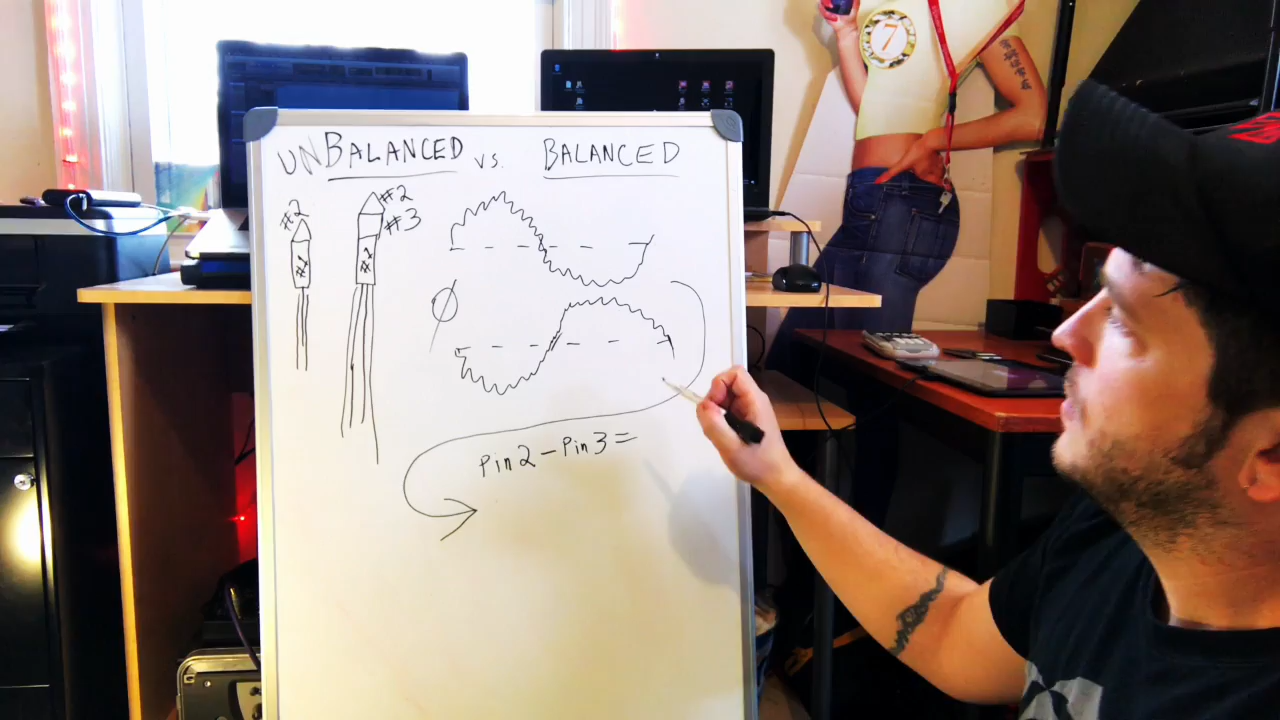 UNBALANCED vs. BALANCED
#2
#1
#2
#3
#1
Ø
Pin 2 - Pin 3 =
7